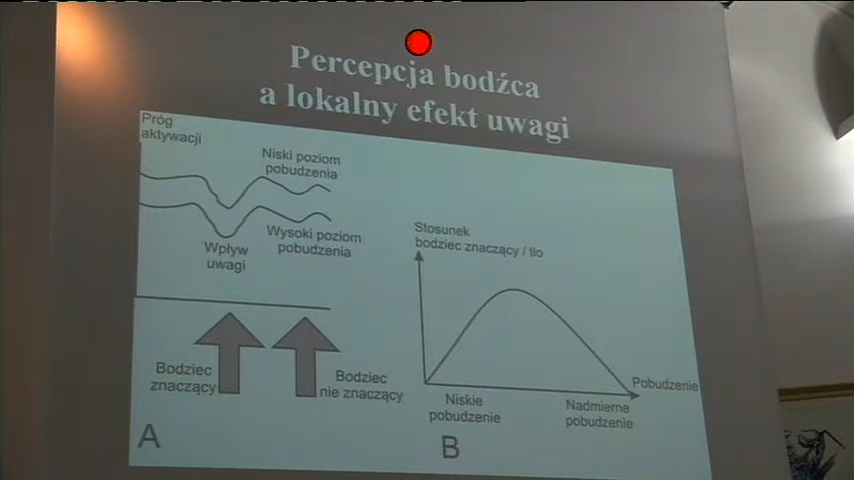 Percepcja bodźca
a lokalny efekt uwagi
Próg
aktywacji
Niski poziom
pobudzenia
Wysoki poziom
pobudzenia
Wpływ
uwagi
Bodziec
znaczący
Bodziec
nie znaczący
A
Stosunek
bodziec znaczący / tło
Pobudzenie
Niskie
pobudzenie
Nadmierne
pobudzenie
B